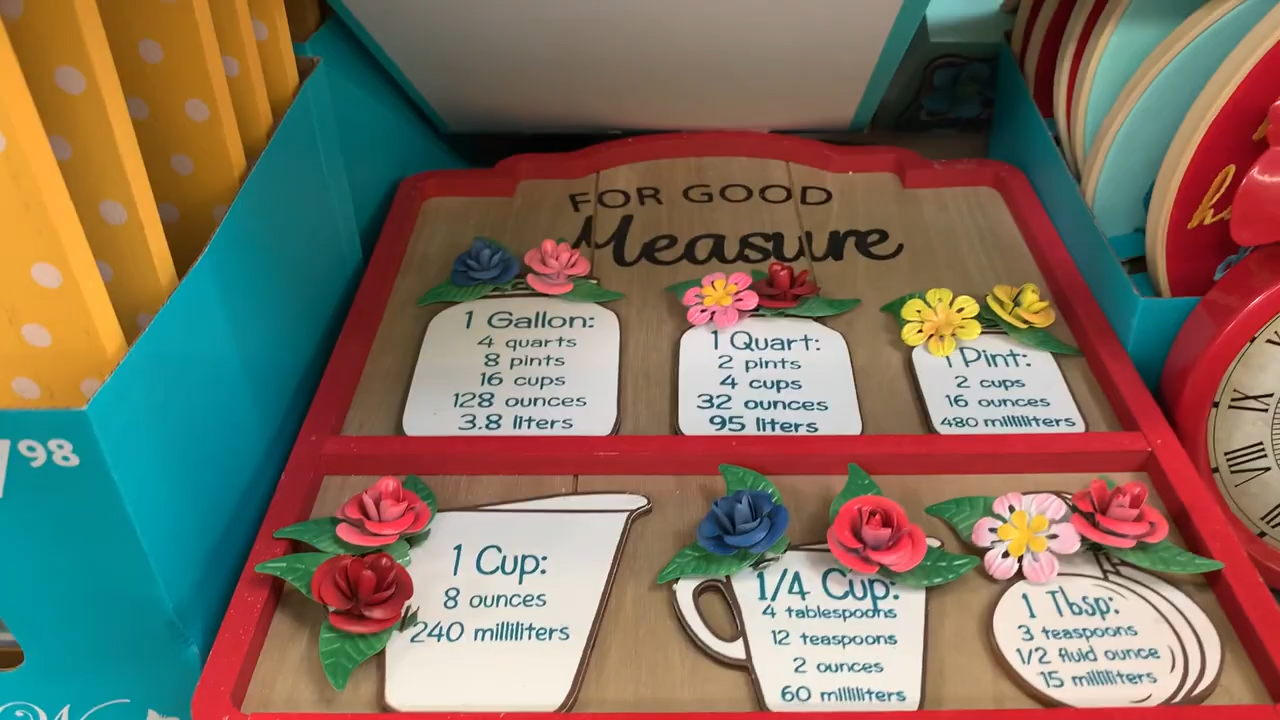 FOR GOOD
Measure
1 Gallon:
4 quarts
8 pints
16 cups
128 ounces
3.8 liters
1 Quart:
2 pints
4 cups
32 ounces
95 liters
1 Pint:
2 cups
16 ounces
480 milliliters
1 Cup:
8 ounces
240 milliliters
1/4 Cup:
4 tablespoons
12 teaspoons
2 ounces
60 milliliters
1 Tbsp:
3 teaspoons
1/2 fluid ounce
15 milliliters
98
XI
VIII